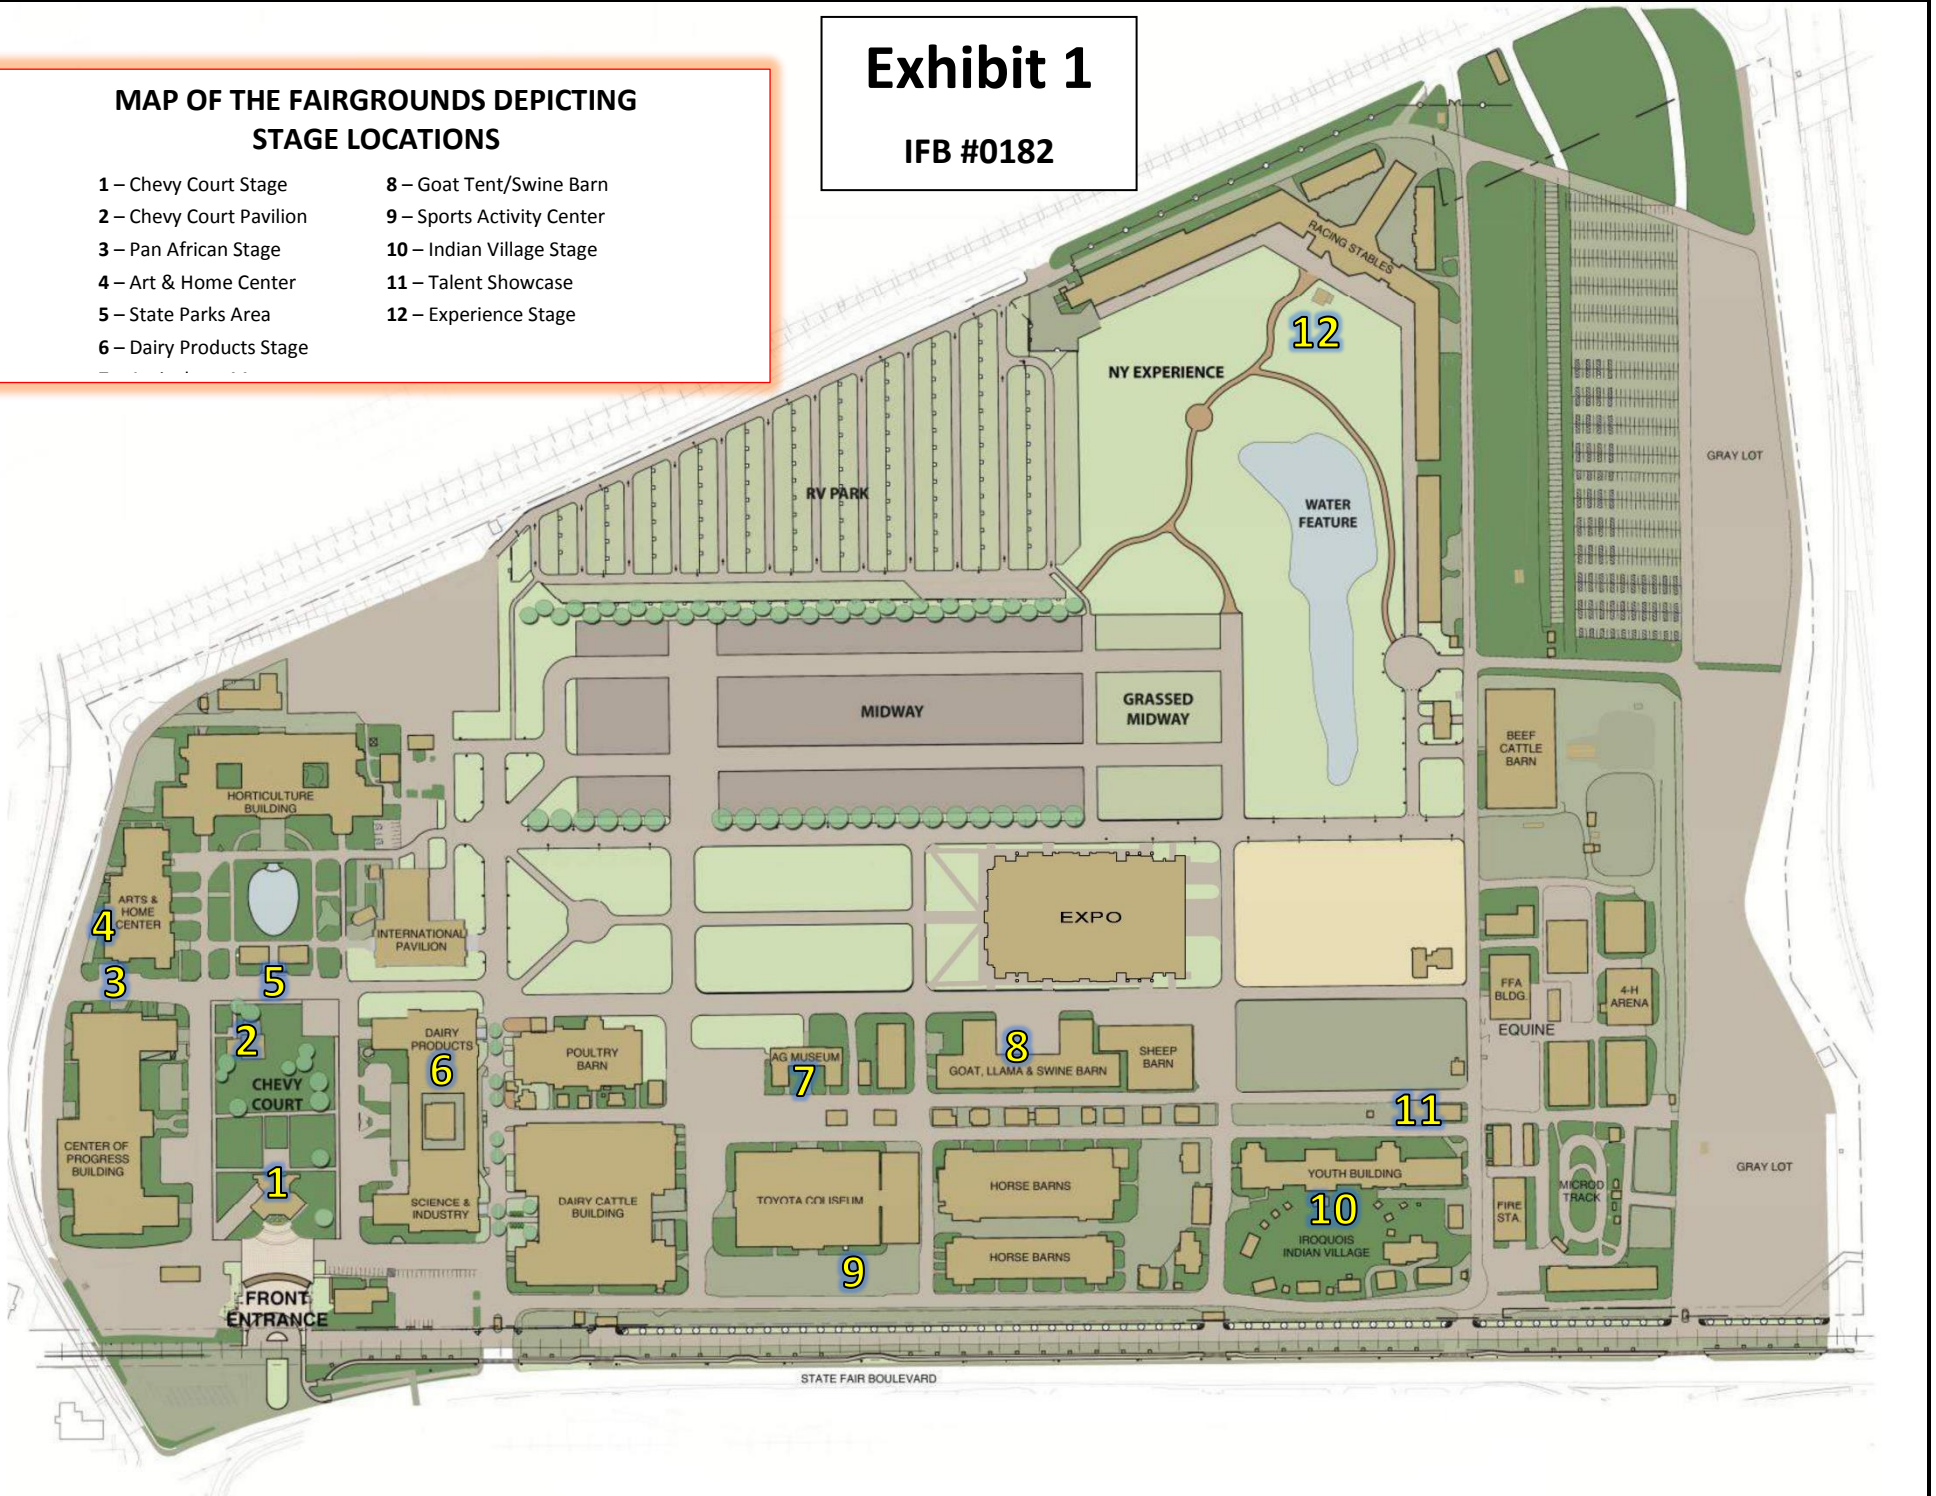 Exhibit 1
IFB #0182
MAP OF THE FAIRGROUNDS DEPICTING
STAGE LOCATIONS
1 – Chevy Court Stage
2 – Chevy Court Pavilion
3 – Pan African Stage
4 – Art & Home Center
5 – State Parks Area
6 – Dairy Products Stage
8 – Goat Tent/Swine Barn
9 – Sports Activity Center
10 – Indian Village Stage
11 – Talent Showcase
12 – Experience Stage
RACING STABLES
12
NY EXPERIENCE
GRAY LOT
RV PARK
WATER
FEATURE
MIDWAY
GRASSED
MIDWAY
BEEF
CATTLE
BARN
HORTICULTURE
BUILDING
ARTS &
HOME
CENTER
4
INTERNATIONAL
PAVILION
EXPO
3
5
FFA
BLDG.
4-H
ARENA
EQUINE
2
DAIRY
PRODUCTS
6
POULTRY
BARN
AG MUSEUM
7
8
GOAT, LLAMA & SWINE BARN
SHEEP
BARN
CHEVY
COURT
11
CENTER OF
PROGRESS
BUILDING
1
SCIENCE &
INDUSTRY
DAIRY CATTLE
BUILDING
TOYOTA COLISEUM
HORSE BARNS
YOUTH BUILDING
10
IROQUOIS
INDIAN VILLAGE
FIRE
STA.
MICROD
TRACK
GRAY LOT
HORSE BARNS
9
FRONT
ENTRANCE
STATE FAIR BOULEVARD